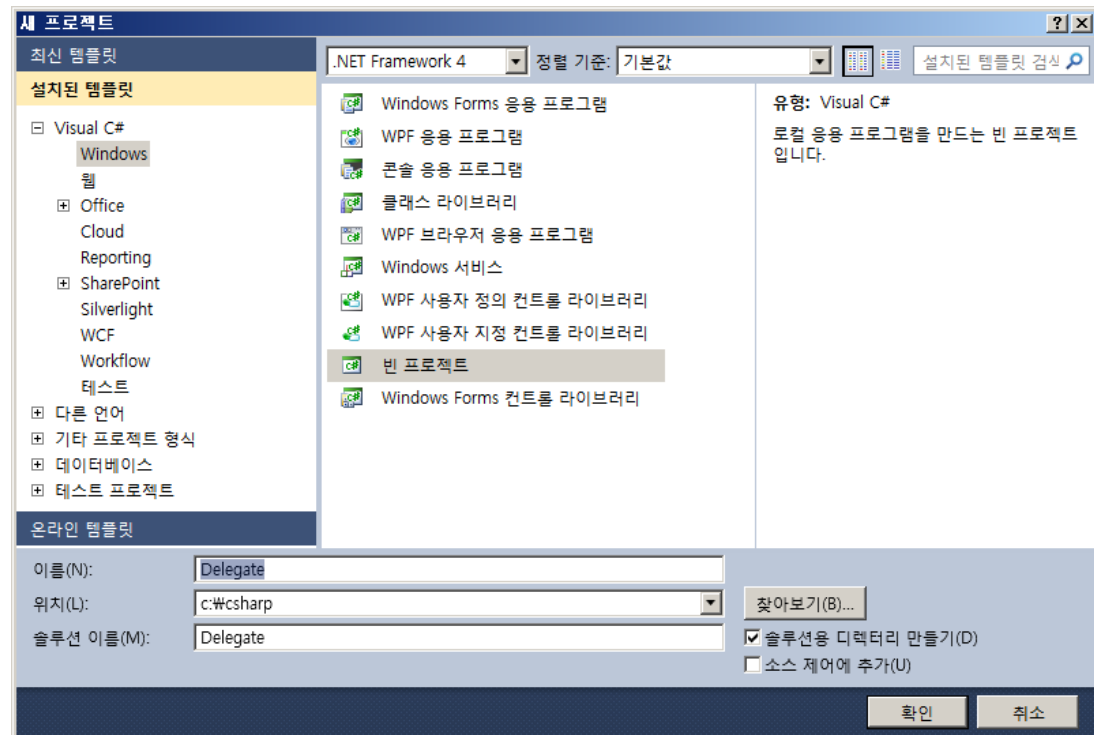 새 프로젝트
최신 템플릿
설치된 템플릿
Visual C#
Windows
웹
Office
Cloud
Reporting
SharePoint
Silverlight
WCF
Workflow
테스트
다른 언어
기타 프로젝트 형식
데이터베이스
테스트 프로젝트
온라인 템플릿
.NET Framework 4 정렬 기준: 기본값 설치된 템플릿 검색
Windows Forms 응용 프로그램
WPF 응용 프로그램
콘솔 응용 프로그램
클래스 라이브러리
WPF 브라우저 응용 프로그램
Windows 서비스
WPF 사용자 정의 컨트롤 라이브러리
WPF 사용자 지정 컨트롤 라이브러리
빈 프로젝트
Windows Forms 컨트롤 라이브러리
유형: Visual C#
로컬 응용 프로그램을 만드는 빈 프로젝트
입니다.
이름(N): Delegate
위치(L): c:₩csharp 찾아보기(B)...
솔루션 이름(M): Delegate 솔루션용 디렉터리 만들기(D)
소스 제어에 추가(U)
확인 취소